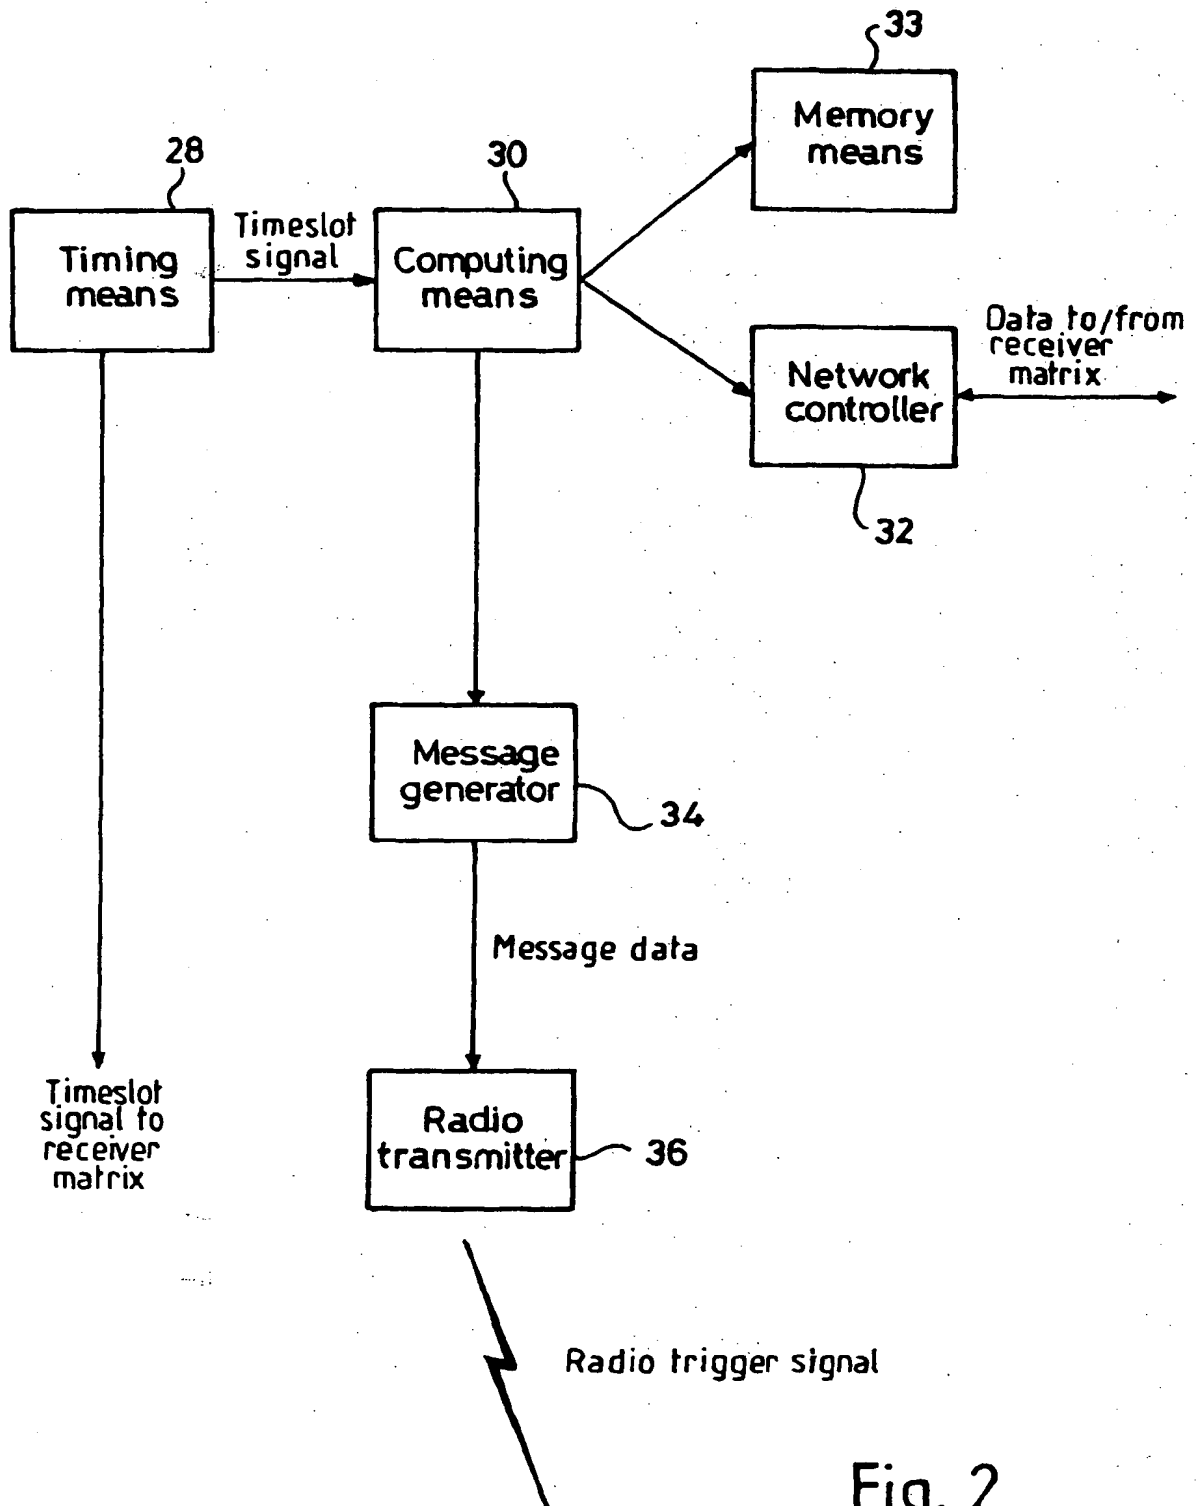 33
Memory
means
28
30
Timeslot
signal
Timing
means
Computing
means
Data to/from
receiver
matrix
Network
controller
32
Message
generator
34
Message data
Timeslot
signal to
receiver
matrix
Radio
transmitter
36
Radio trigger signal
Fig. 2